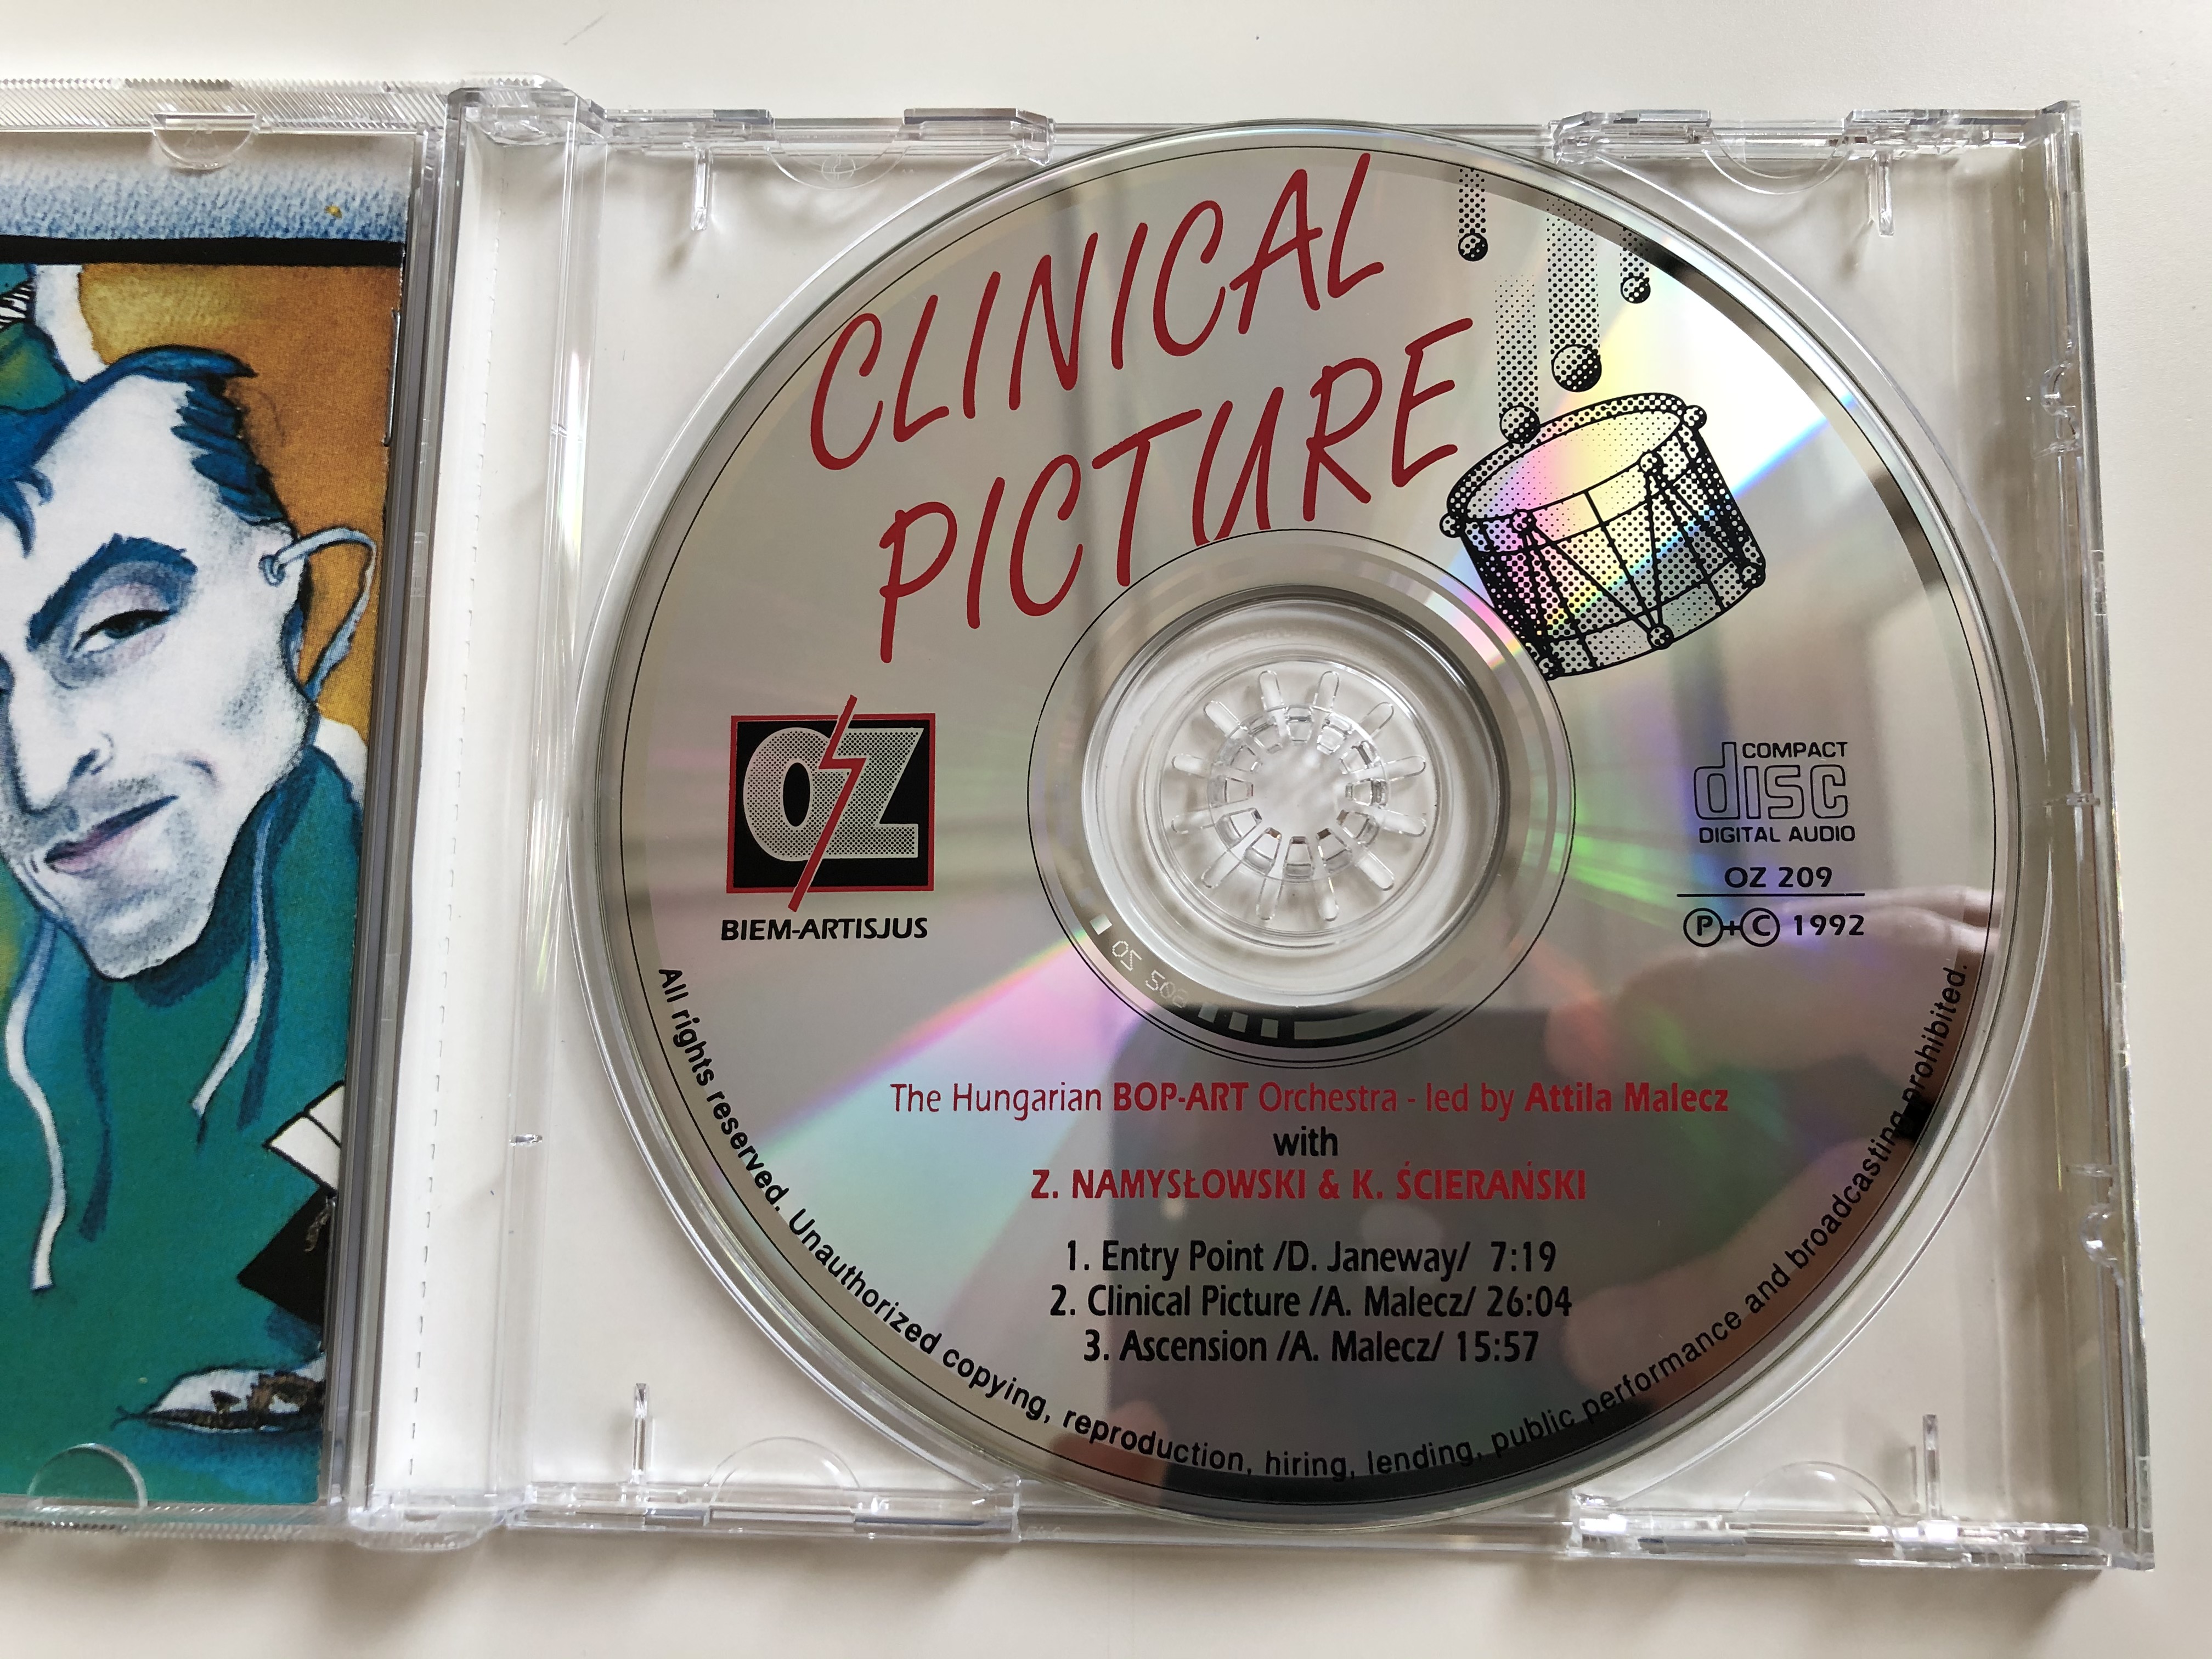 CLINICAL
PICTURE
OZ
BIEM-ARTISJUS
COMPACT
disc
DIGITAL AUDIO
OZ 209
Ⓟ+Ⓒ 1992
The Hungarian BOP-ART Orchestra - led by Attila Malecz
with
Z. NAMYSŁOWSKI & K. ŚCIERAŃSKI
1. Entry Point /D. Janeway/ 7:19
2. Clinical Picture /A. Malecz/ 26:04
3. Ascension /A. Malecz/ 15:57
All rights reserved. Unauthorized copying, reproduction, hiring, lending, public performance and broadcasting prohibited.